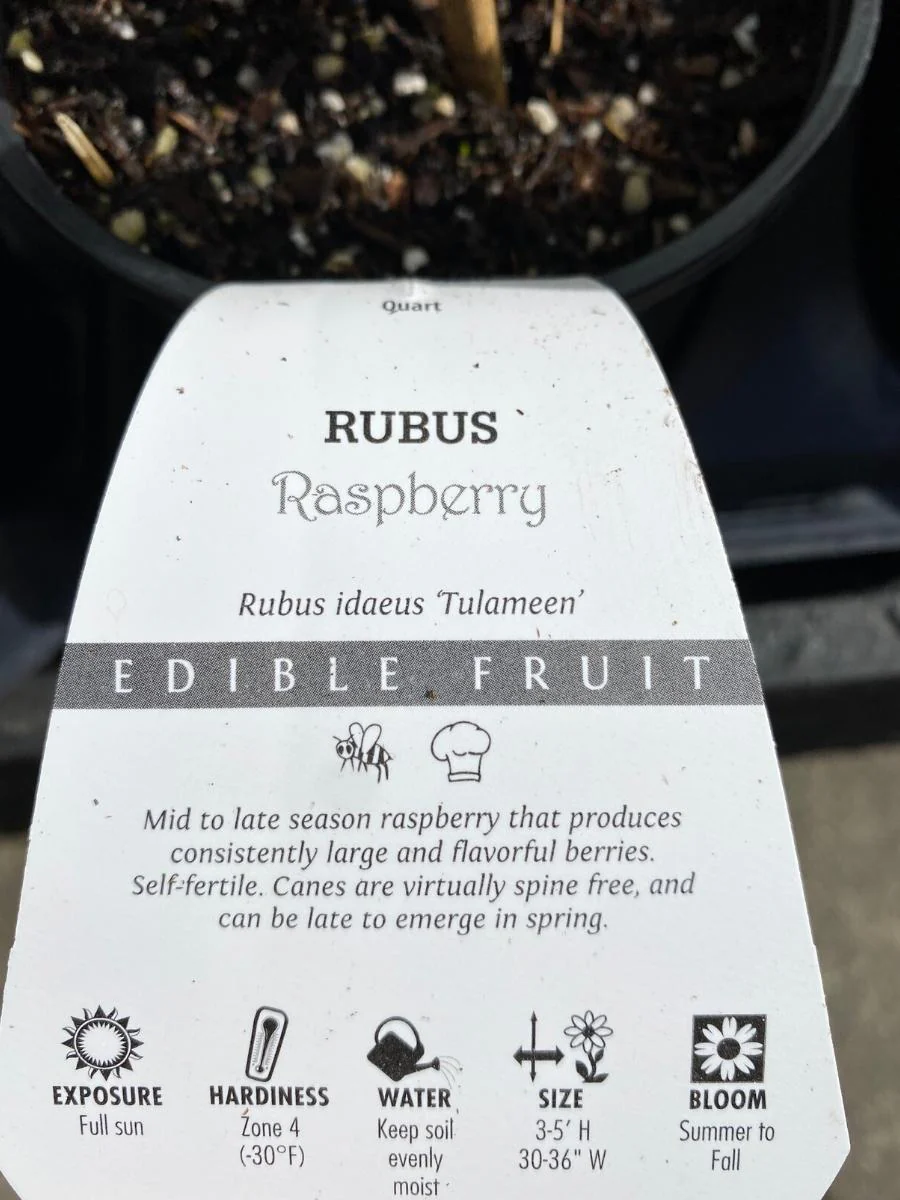 Quart
RUBUS
Raspberry
Rubus idaeus ‘Tulameen’
EDIBLE FRUIT
Mid to late season raspberry that produces
consistently large and flavorful berries.
Self-fertile. Canes are virtually spine free, and
can be late to emerge in spring.
EXPOSURE
Full sun
HARDINESS
Zone 4
(-30°F)
WATER
Keep soil
evenly
moist
SIZE
3-5’ H
30-36" W
BLOOM
Summer to
Fall